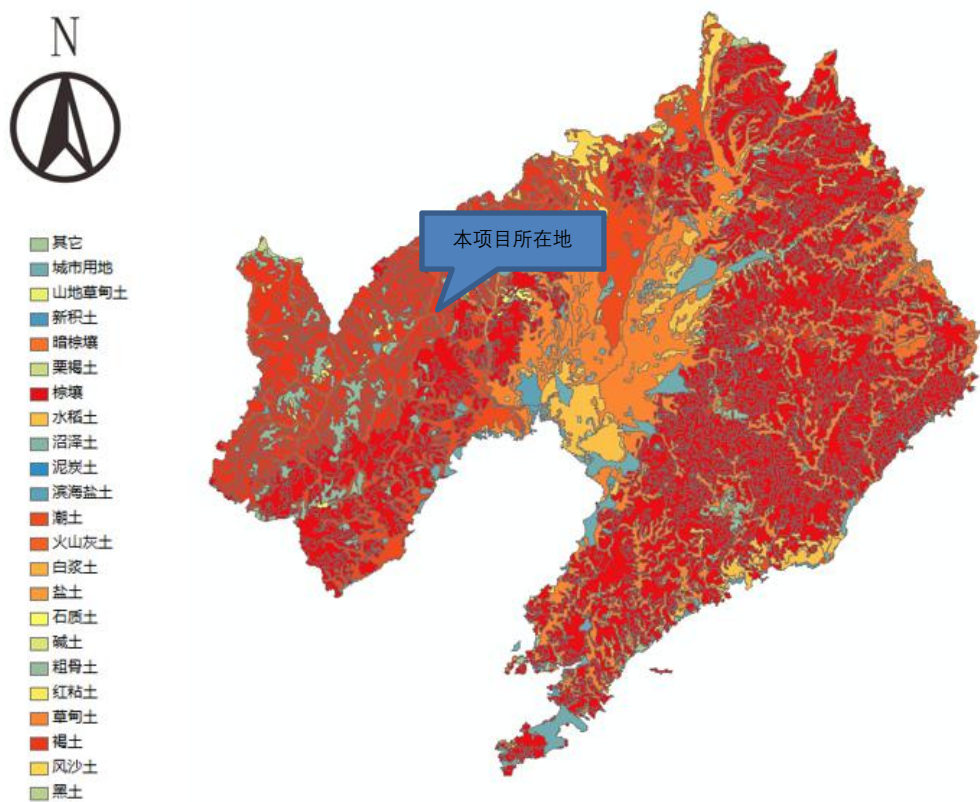 N
本项目所在地
其它
城市用地
山地草甸土
新积土
暗棕壤
栗褐土
棕壤
水稻土
沼泽土
泥炭土
滨海盐土
潮土
火山灰土
白浆土
盐土
石质土
碱土
粗骨土
红粘土
草甸土
褐土
风沙土
黑土